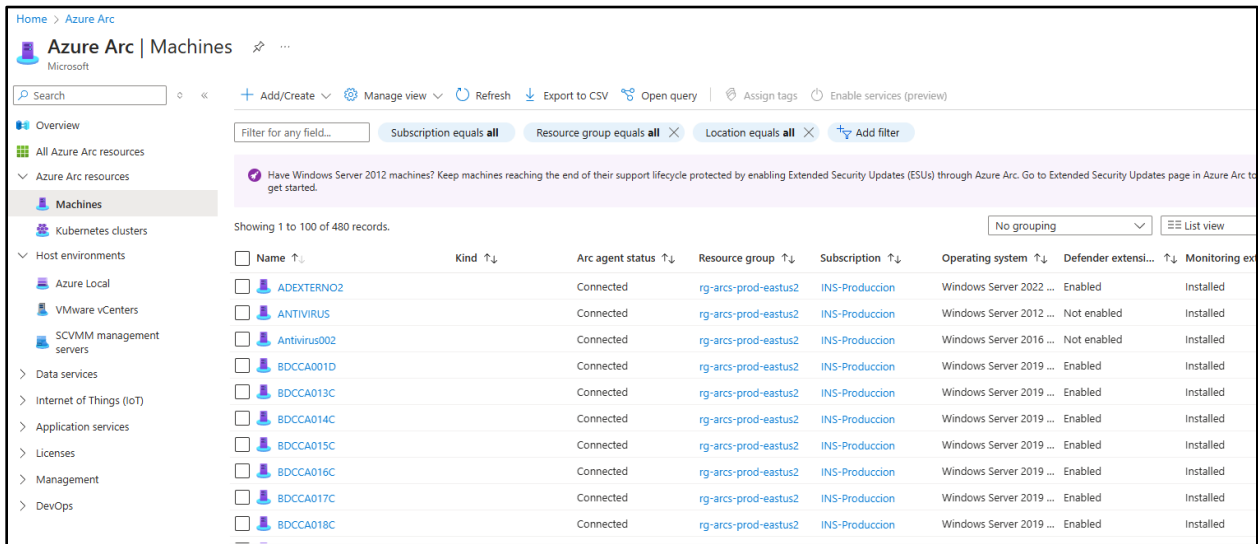 Home > Azure Arc
Azure Arc | Machines
Microsoft
Search
Add/Create Manage view Refresh Export to CSV Open query Assign tags Enable services (preview)
Overview
All Azure Arc resources
Azure Arc resources
Machines
Kubernetes clusters
Host environments
Azure Local
VMware vCenters
SCVMM management
servers
Data services
Internet of Things (IoT)
Application services
Licenses
Management
DevOps
Filter for any field... Subscription equals all Resource group equals all Location equals all Add filter
Have Windows Server 2012 machines? Keep machines reaching the end of their support lifecycle protected by enabling Extended Security Updates (ESUs) through Azure Arc. Go to Extended Security Updates page in Azure Arc to
get started.
Showing 1 to 100 of 480 records. No grouping List view
Name Kind Arc agent status Resource group Subscription Operating system Defender extensi... Monitoring ext
ADEXTERNO2 Connected rg-arcs-prod-eastus2 INS-Produccion Windows Server 2022 ... Enabled Installed
ANTIVIRUS Connected rg-arcs-prod-eastus2 INS-Produccion Windows Server 2012 ... Not enabled Installed
Antivirus002 Connected rg-arcs-prod-eastus2 INS-Produccion Windows Server 2016 ... Not enabled Installed
BDCCA001D Connected rg-arcs-prod-eastus2 INS-Produccion Windows Server 2019 ... Enabled Installed
BDCCA013C Connected rg-arcs-prod-eastus2 INS-Produccion Windows Server 2019 ... Enabled Installed
BDCCA014C Connected rg-arcs-prod-eastus2 INS-Produccion Windows Server 2019 ... Enabled Installed
BDCCA015C Connected rg-arcs-prod-eastus2 INS-Produccion Windows Server 2019 ... Enabled Installed
BDCCA016C Connected rg-arcs-prod-eastus2 INS-Produccion Windows Server 2019 ... Enabled Installed
BDCCA017C Connected rg-arcs-prod-eastus2 INS-Produccion Windows Server 2019 ... Enabled Installed
BDCCA018C Connected rg-arcs-prod-eastus2 INS-Produccion Windows Server 2019 ... Enabled Installed